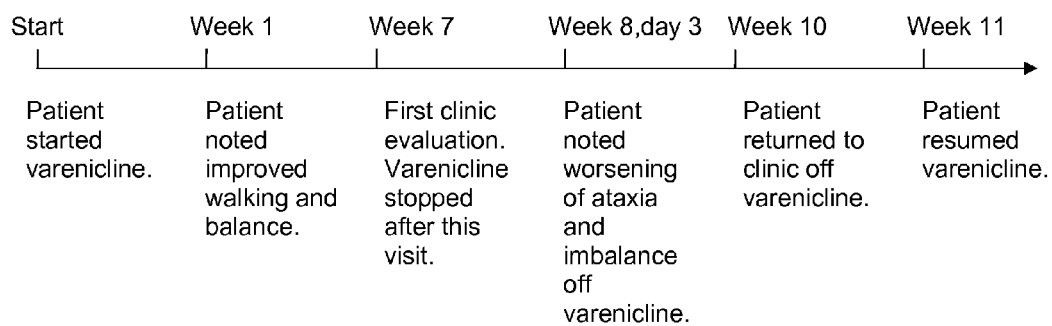 Start
Week 1
Week 7
Week 8,day 3
Week 10
Week 11
Patient
started
varenicline.
Patient
noted
improved
walking and
balance.
First clinic
evaluation.
Varenicline
stopped
after this
visit.
Patient
noted
worsening
of ataxia
and
imbalance
off
varenicline.
Patient
returned to
clinic off
varenicline.
Patient
resumed
varenicline.